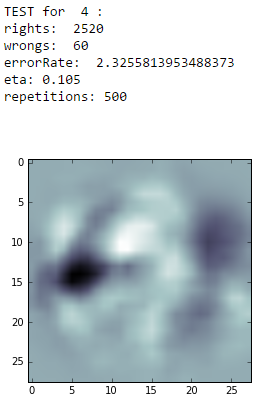 TEST for  4 :
rights:  2520
wrongs:  60
errorRate:  2.3255813953488373
eta: 0.105
repetitions: 500
0
5
10
15
20
25
0 5 10 15 20 25